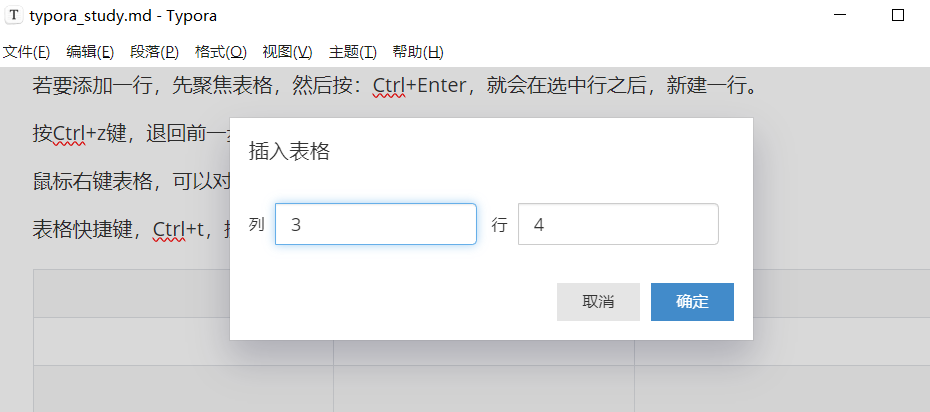 T typora_study.md - Typora
文件(F) 编辑(E) 段落(P) 格式(O) 视图(V) 主题(T) 帮助(H)
若要添加一行，先聚焦表格，然后按：Ctrl+Enter，就会在选中行之后，新建一行。
按Ctrl+z键，退回前一
鼠标右键表格，可以对
表格快捷键，Ctrl+t，
插入表格
列 3 行 4
取消 确定